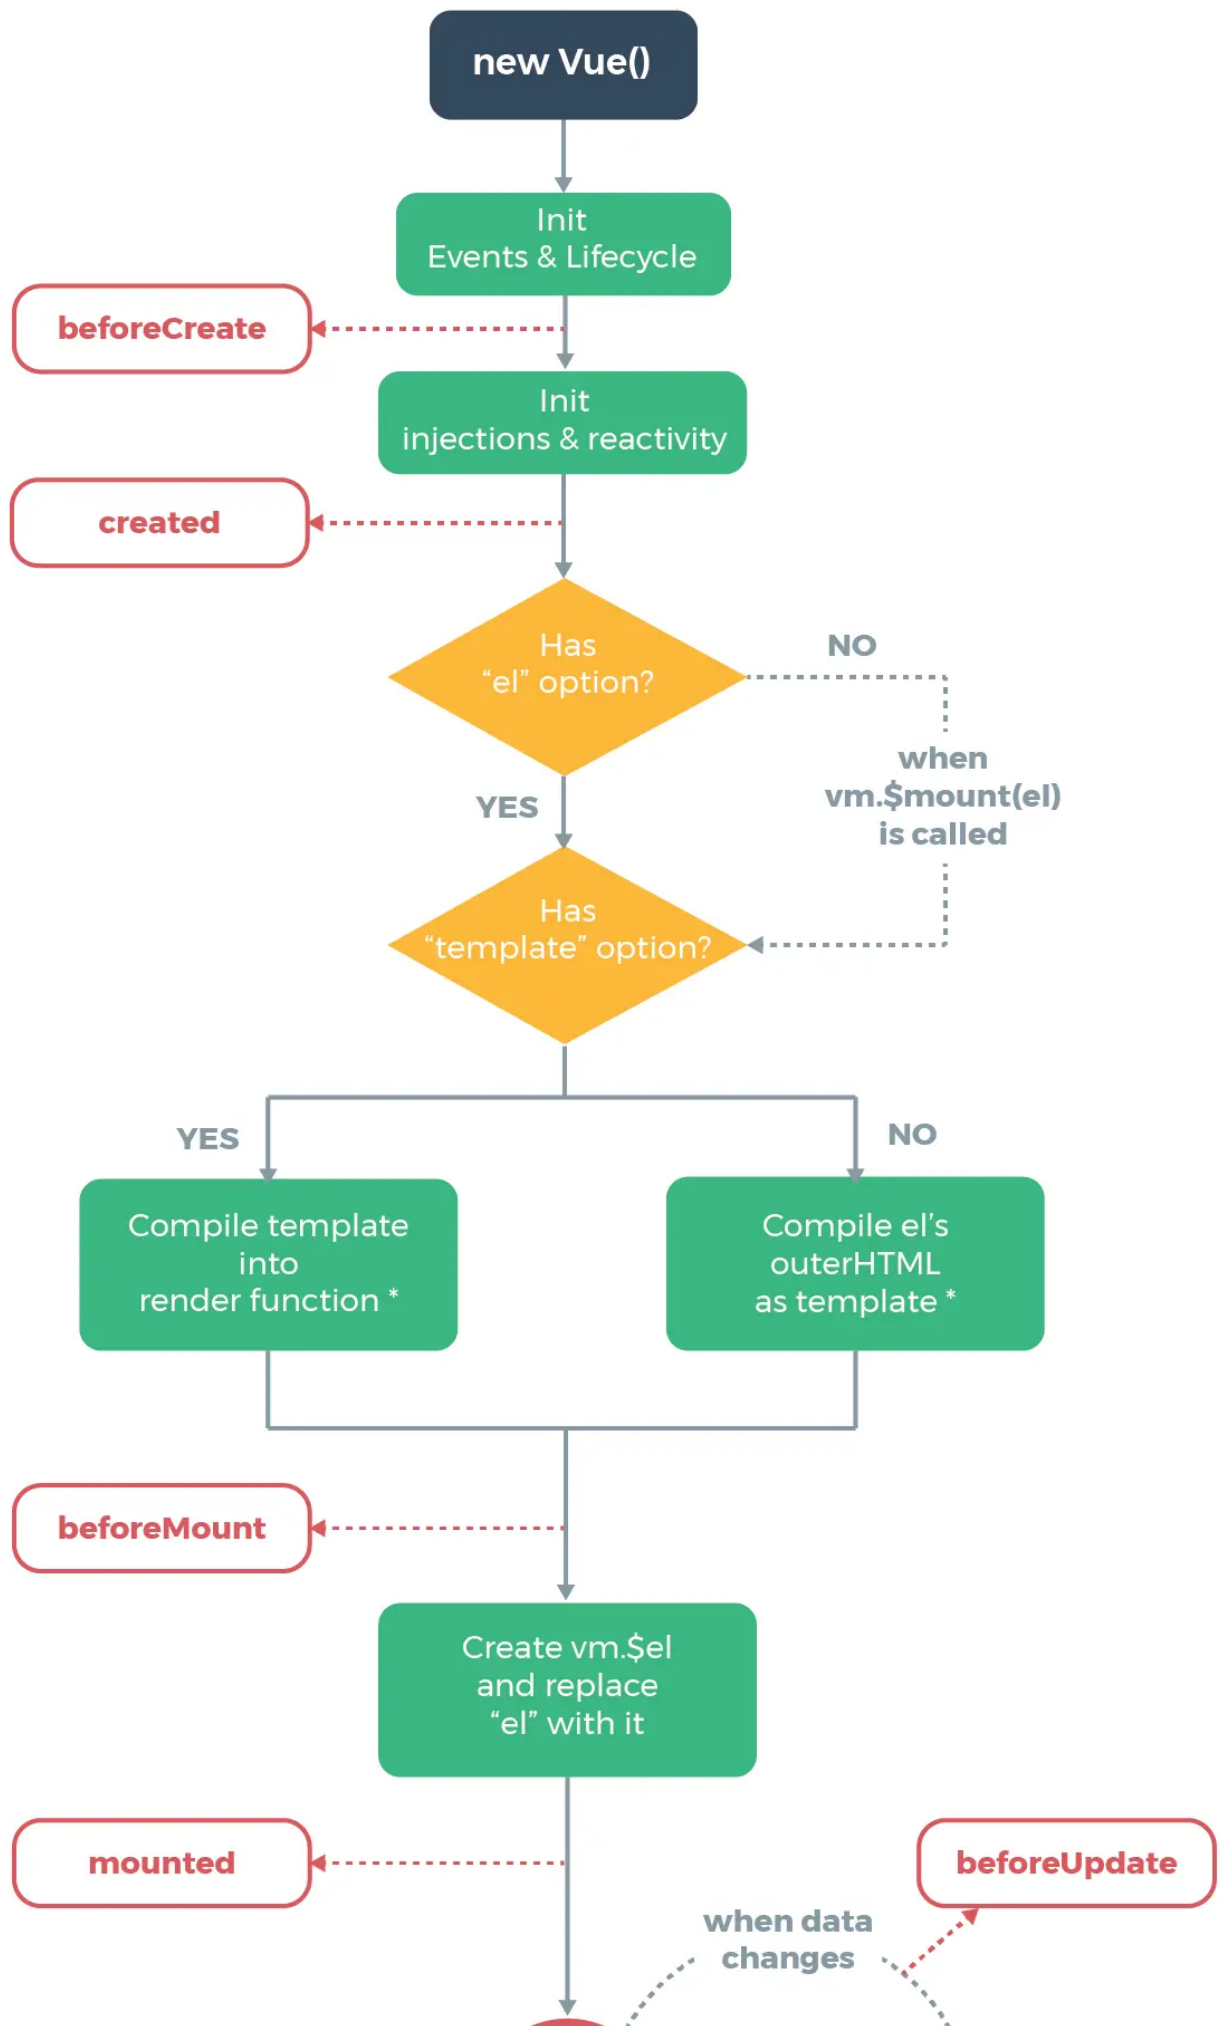 new Vue()
Init
Events & Lifecycle
beforeCreate
Init
injections & reactivity
created
Has
“el” option?
NO
when
vm.$mount(el)
is called
YES
Has
“template” option?
YES
NO
Compile template
into
render function *
Compile el’s
outerHTML
as template *
beforeMount
Create vm.$el
and replace
“el” with it
mounted
beforeUpdate
when data
changes